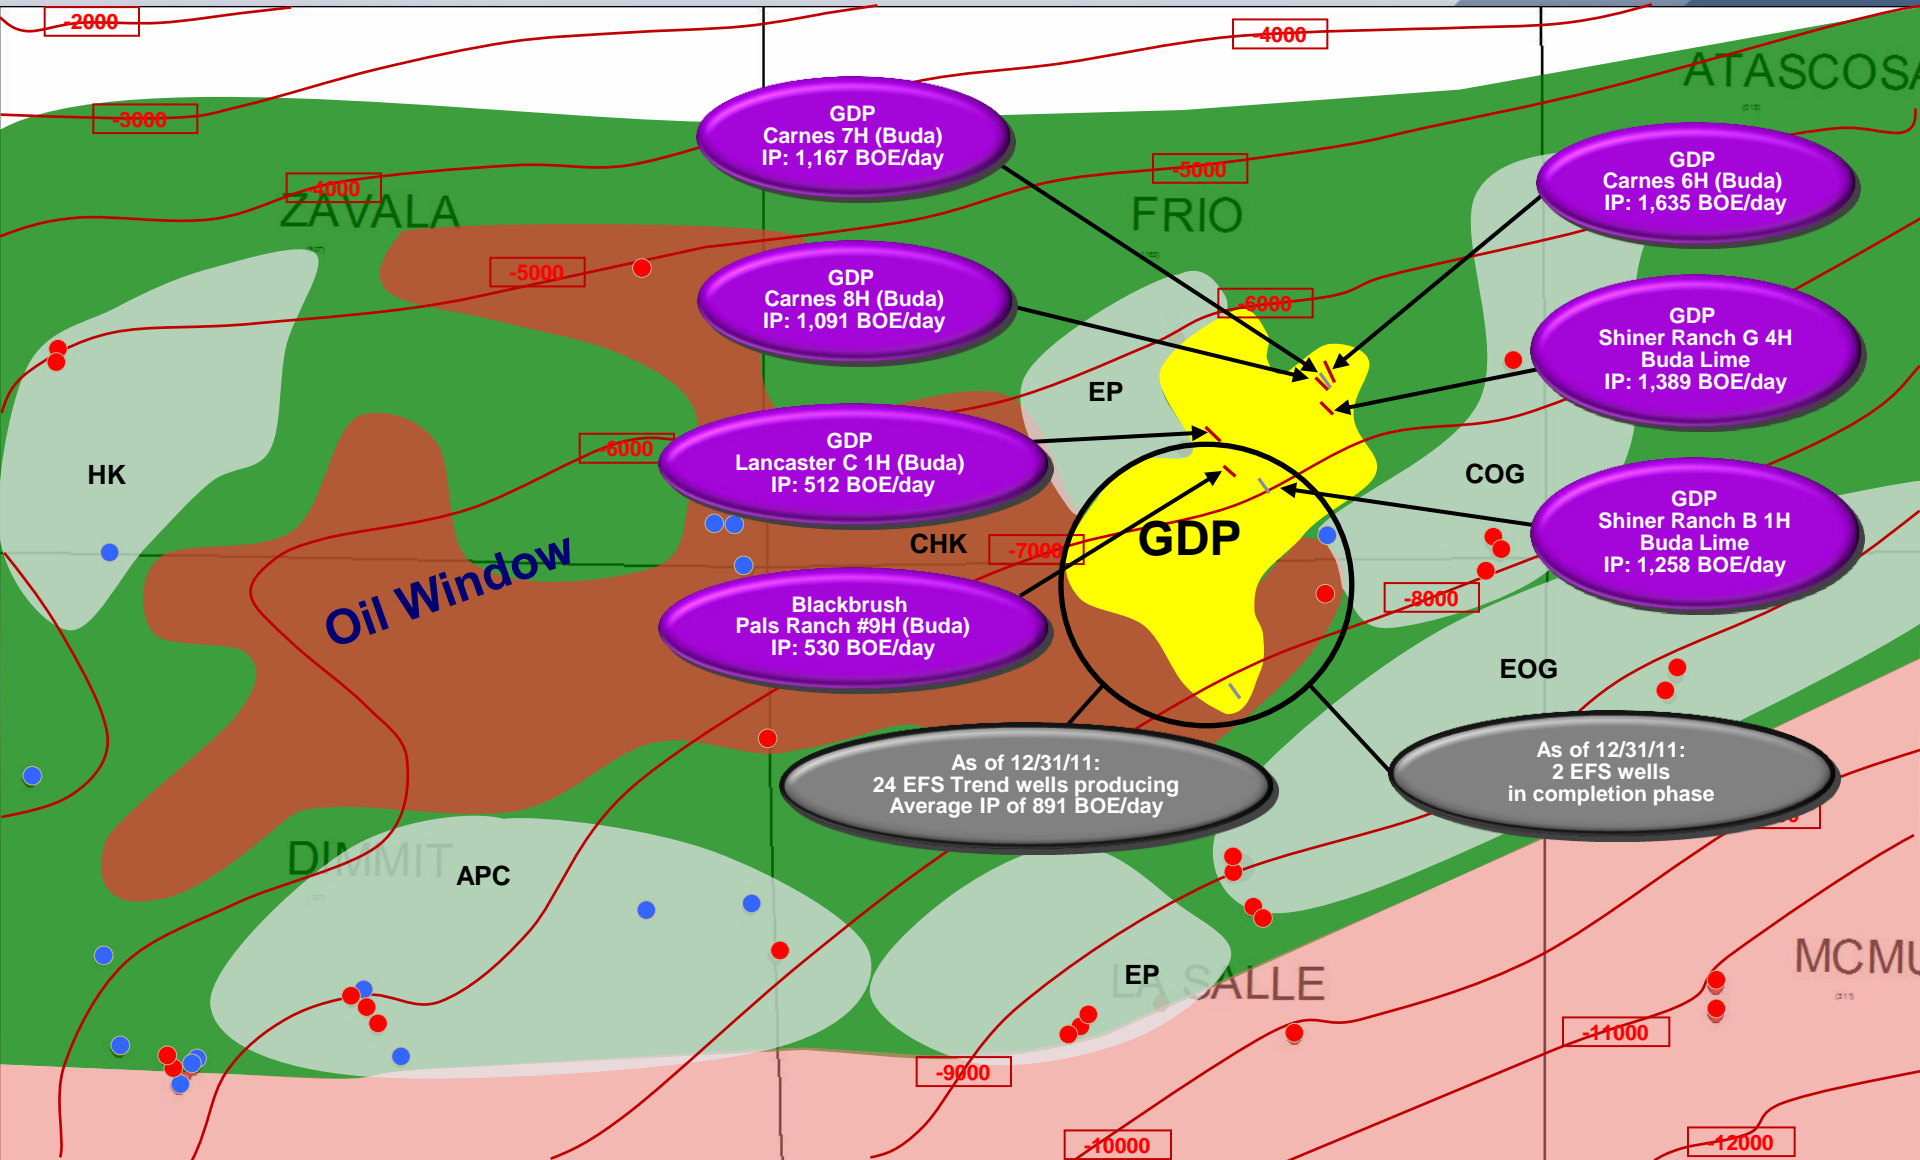 -2000
-4000
ATASCOSA
-3000
GDP
Carnes 7H (Buda)
IP: 1,167 BOE/day
GDP
Carnes 6H (Buda)
IP: 1,635 BOE/day
-5000
-4000
ZAVALA
FRIO
-5000
GDP
Carnes 8H (Buda)
IP: 1,091 BOE/day
-6000
GDP
Shiner Ranch G 4H
Buda Lime
IP: 1,389 BOE/day
EP
-6000
GDP
Lancaster C 1H (Buda)
IP: 512 BOE/day
HK
COG
GDP
Shiner Ranch B 1H
Buda Lime
IP: 1,258 BOE/day
CHK
-7000
GDP
Oil Window
-8000
Blackbrush
Pals Ranch #9H (Buda)
IP: 530 BOE/day
EOG
As of 12/31/11:
24 EFS Trend wells producing
Average IP of 891 BOE/day
As of 12/31/11:
2 EFS wells
in completion phase
DIMMIT
APC
EP
LA SALLE
MCMU
-11000
-9000
-10000
-12000